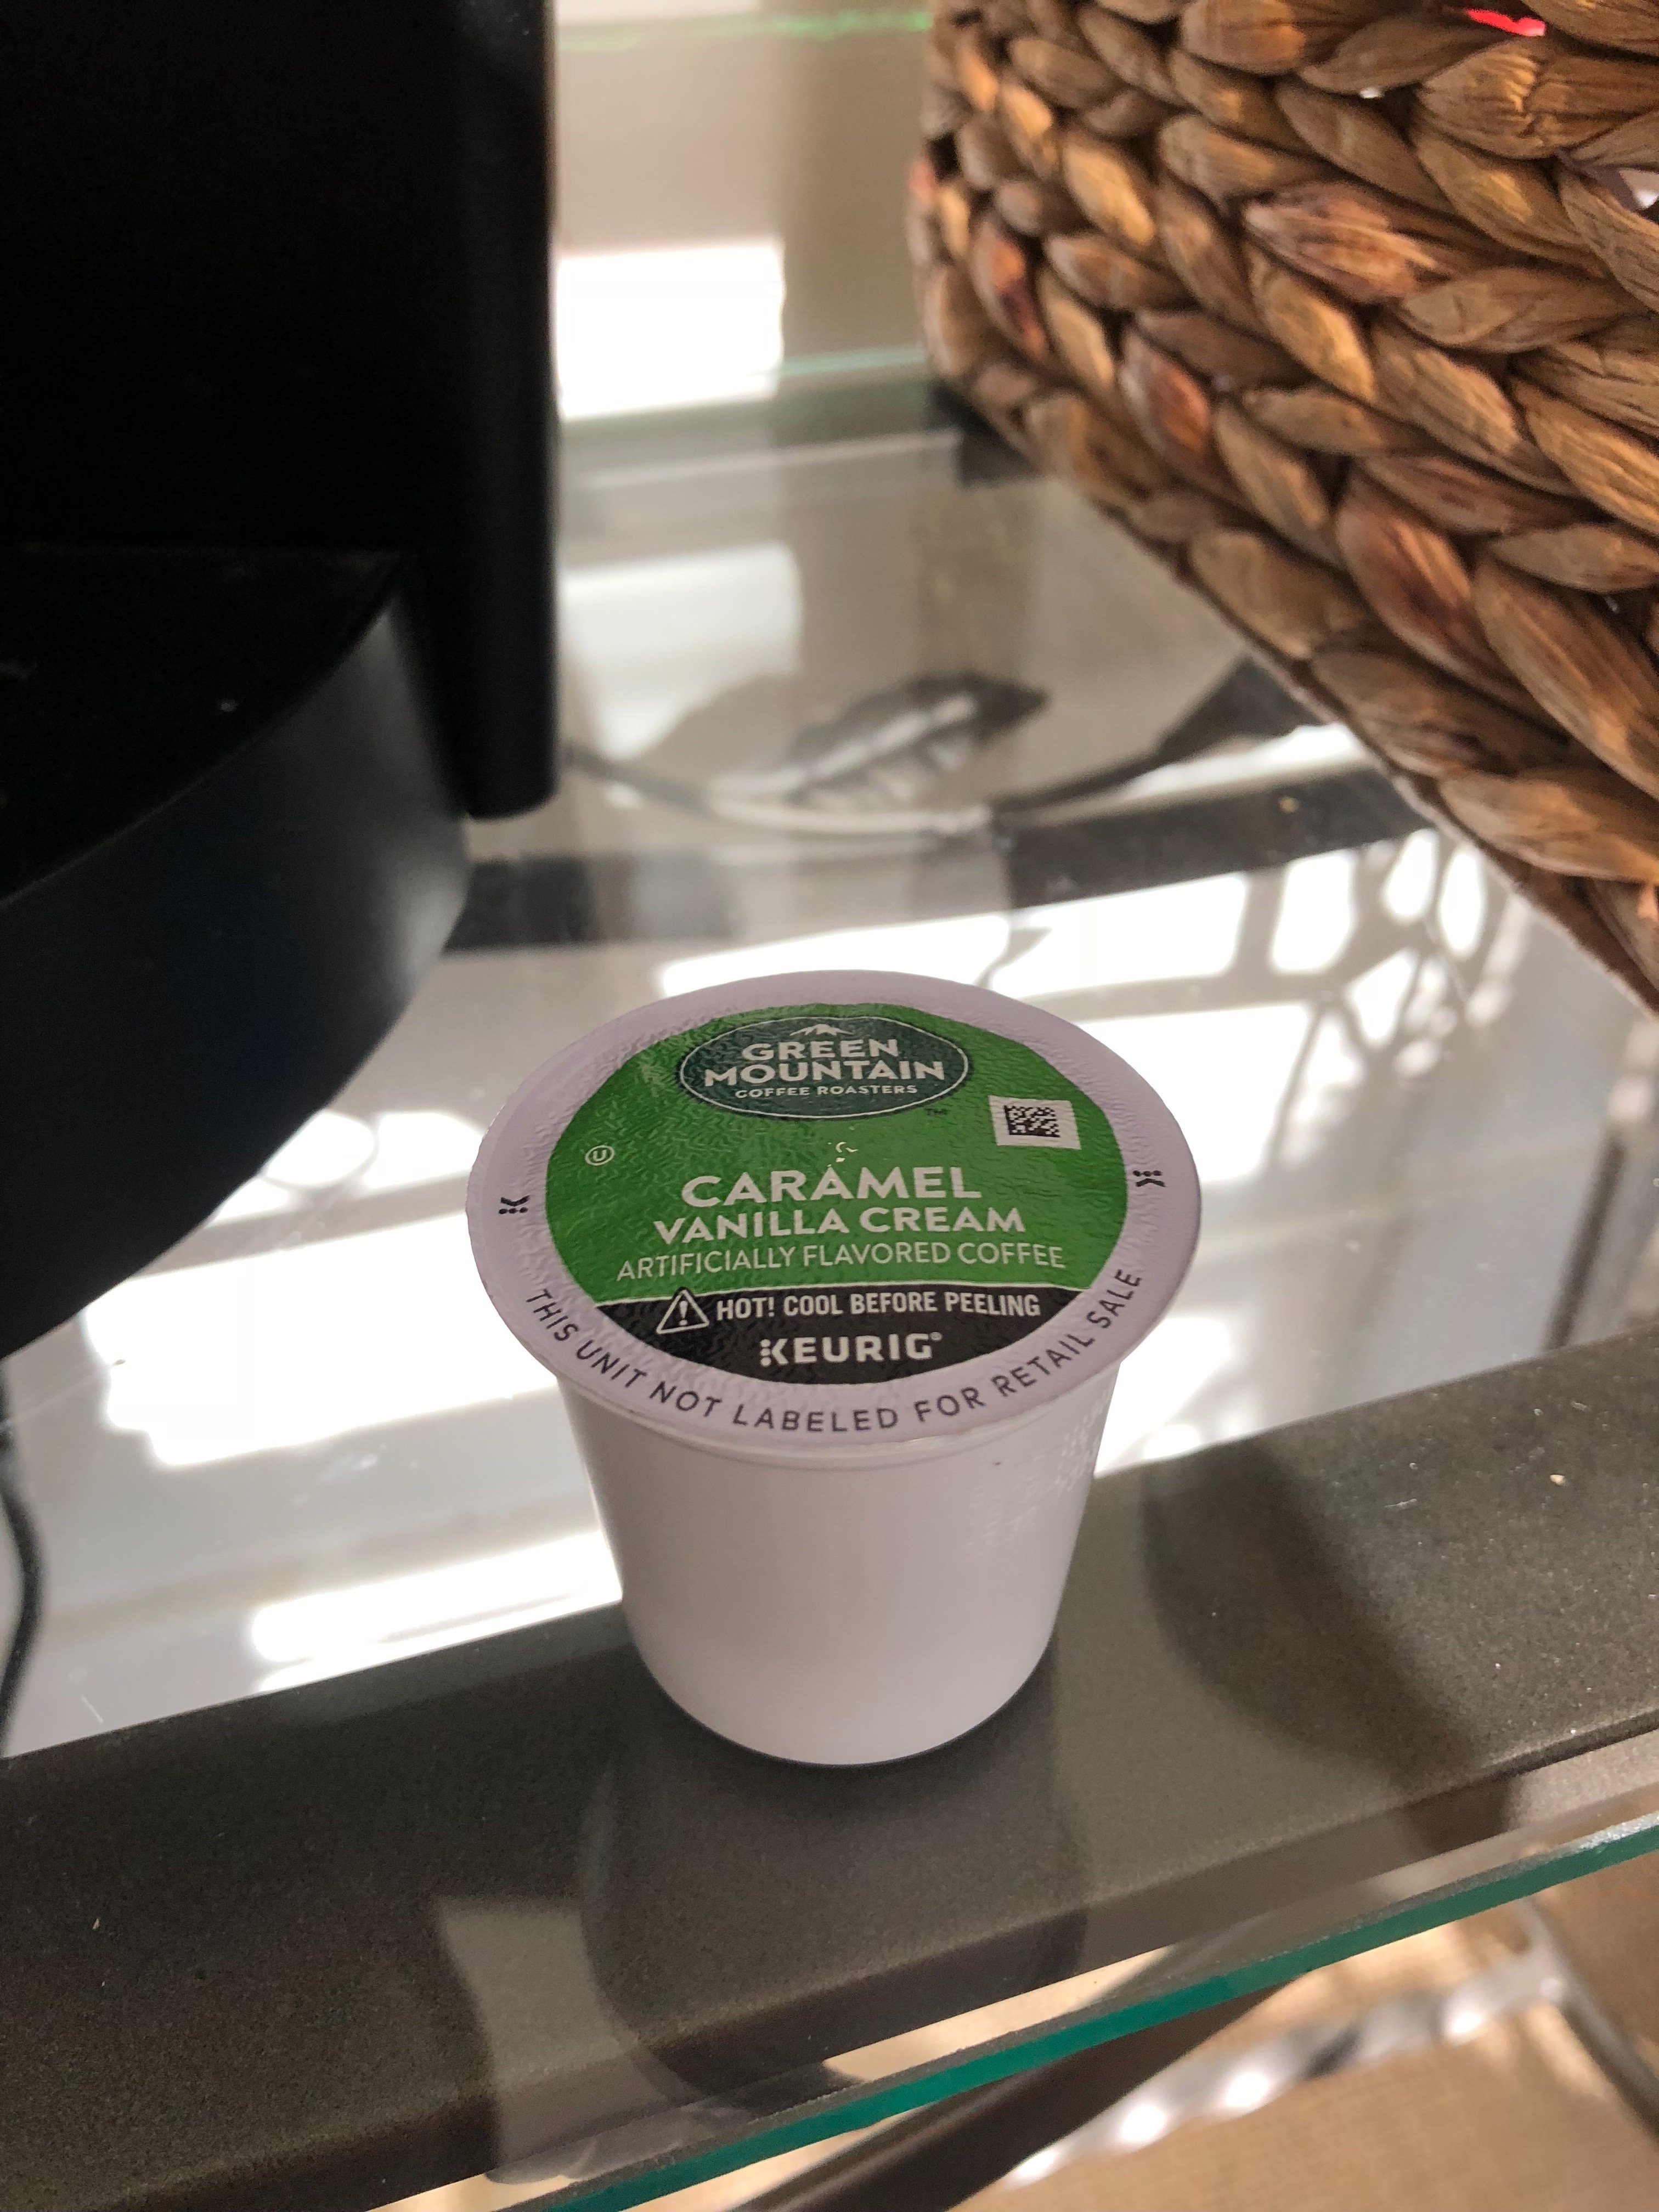 GREEN
MOUNTAIN
COFFEE ROASTERS
TM
U
CARAMEL
VANILLA CREAM
ARTIFICIALLY FLAVORED COFFEE
HOT! COOL BEFORE PEELING
KEURIG®
THIS UNIT NOT LABELED FOR RETAIL SALE